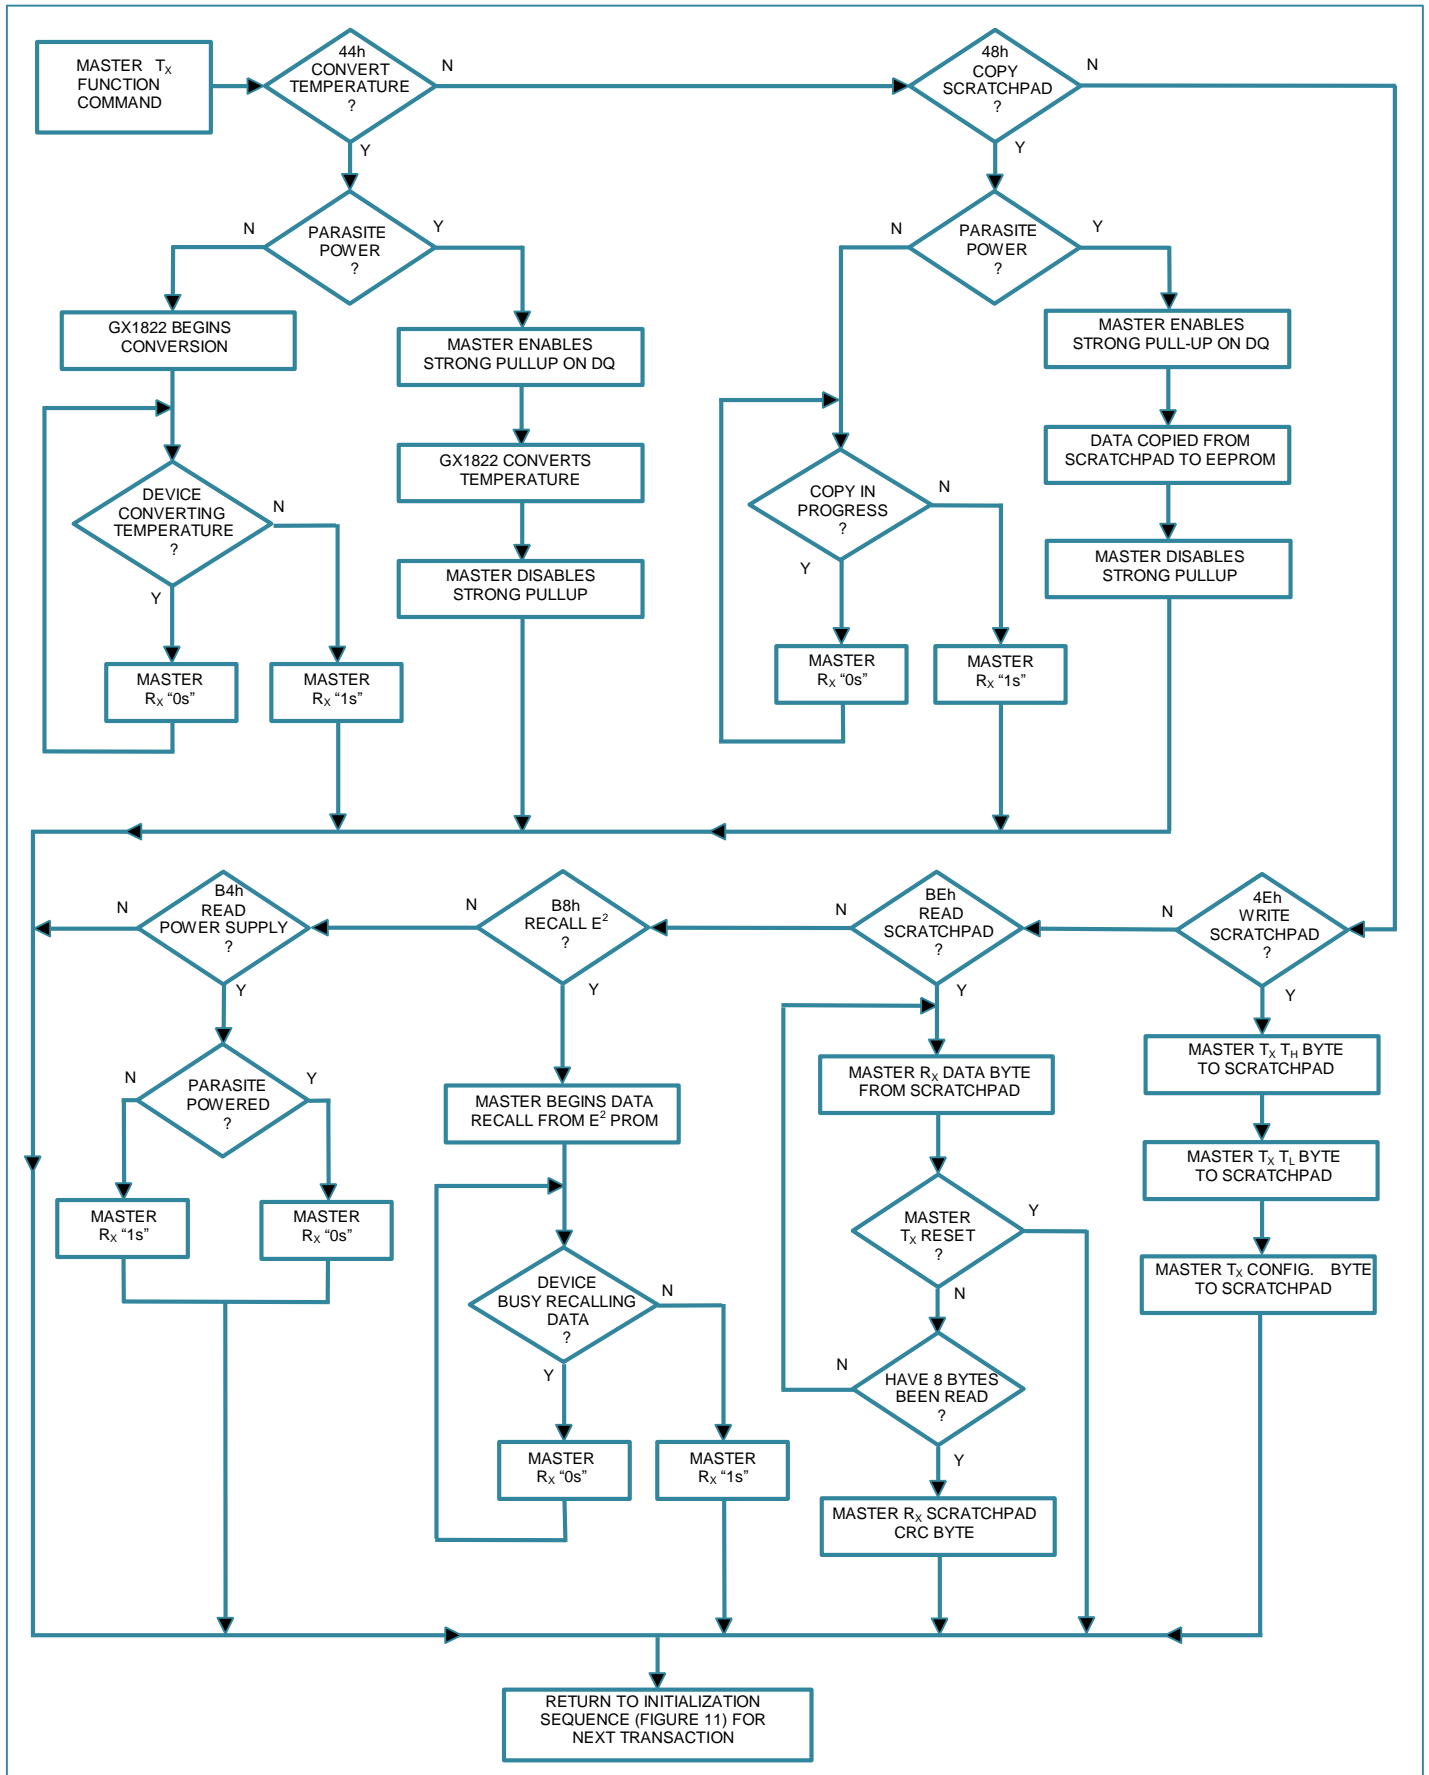 MASTER TX
FUNCTION
COMMAND
44h
CONVERT
TEMPERATURE
?
N
Y
48h
COPY
SCRATCHPAD
?
N
Y
PARASITE
POWER
?
N
Y
PARASITE
POWER
?
N
Y
GX1822 BEGINS
CONVERSION
MASTER ENABLES
STRONG PULLUP ON DQ
MASTER ENABLES
STRONG PULL-UP ON DQ
GX1822 CONVERTS
TEMPERATURE
DATA COPIED FROM
SCRATCHPAD TO EEPROM
DEVICE
CONVERTING
TEMPERATURE
?
N
Y
COPY IN
PROGRESS
?
N
Y
MASTER DISABLES
STRONG PULLUP
MASTER DISABLES
STRONG PULLUP
MASTER
RX “0s”
MASTER
RX “1s”
MASTER
RX “0s”
MASTER
RX “1s”
B4h
READ
POWER SUPPLY
?
N
Y
B8h
RECALL E2
?
N
Y
BEh
READ
SCRATCHPAD
?
N
Y
4Eh
WRITE
SCRATCHPAD
?
N
Y
PARASITE
POWERED
?
N
Y
MASTER BEGINS DATA
RECALL FROM E2 PROM
MASTER RX DATA BYTE
FROM SCRATCHPAD
MASTER TX TH BYTE
TO SCRATCHPAD
MASTER TX TL BYTE
TO SCRATCHPAD
MASTER
RX “1s”
MASTER
RX “0s”
MASTER
TX RESET
?
Y
N
MASTER TX CONFIG. BYTE
TO SCRATCHPAD
DEVICE
BUSY RECALLING
DATA
?
N
Y
HAVE 8 BYTES
BEEN READ
?
N
Y
MASTER
RX “0s”
MASTER
RX “1s”
MASTER RX SCRATCHPAD
CRC BYTE
RETURN TO INITIALIZATION
SEQUENCE (FIGURE 11) FOR
NEXT TRANSACTION